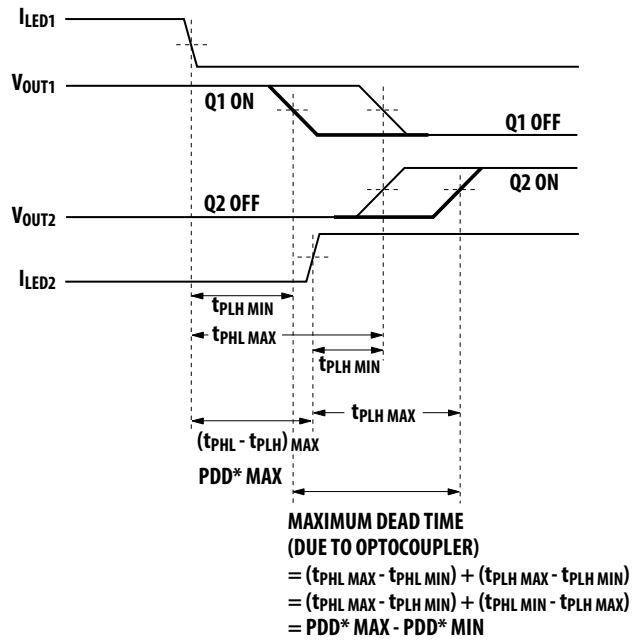 ILED1
VOUT1
Q1 ON
Q1 OFF
Q2 OFF
Q2 ON
VOUT2
ILED2
tPLH MIN
tPHL MAX
tPLH MIN
tPLH MAX
(tPHL - tPLH) MAX
PDD* MAX
MAXIMUM DEAD TIME
(DUE TO OPTOCOUPLER)
= (tPHL MAX - tPHL MIN) + (tPLH MAX - tPLH MIN)
= (tPHL MAX - tPLH MIN) + (tPHL MIN - tPLH MAX)
= PDD* MAX - PDD* MIN